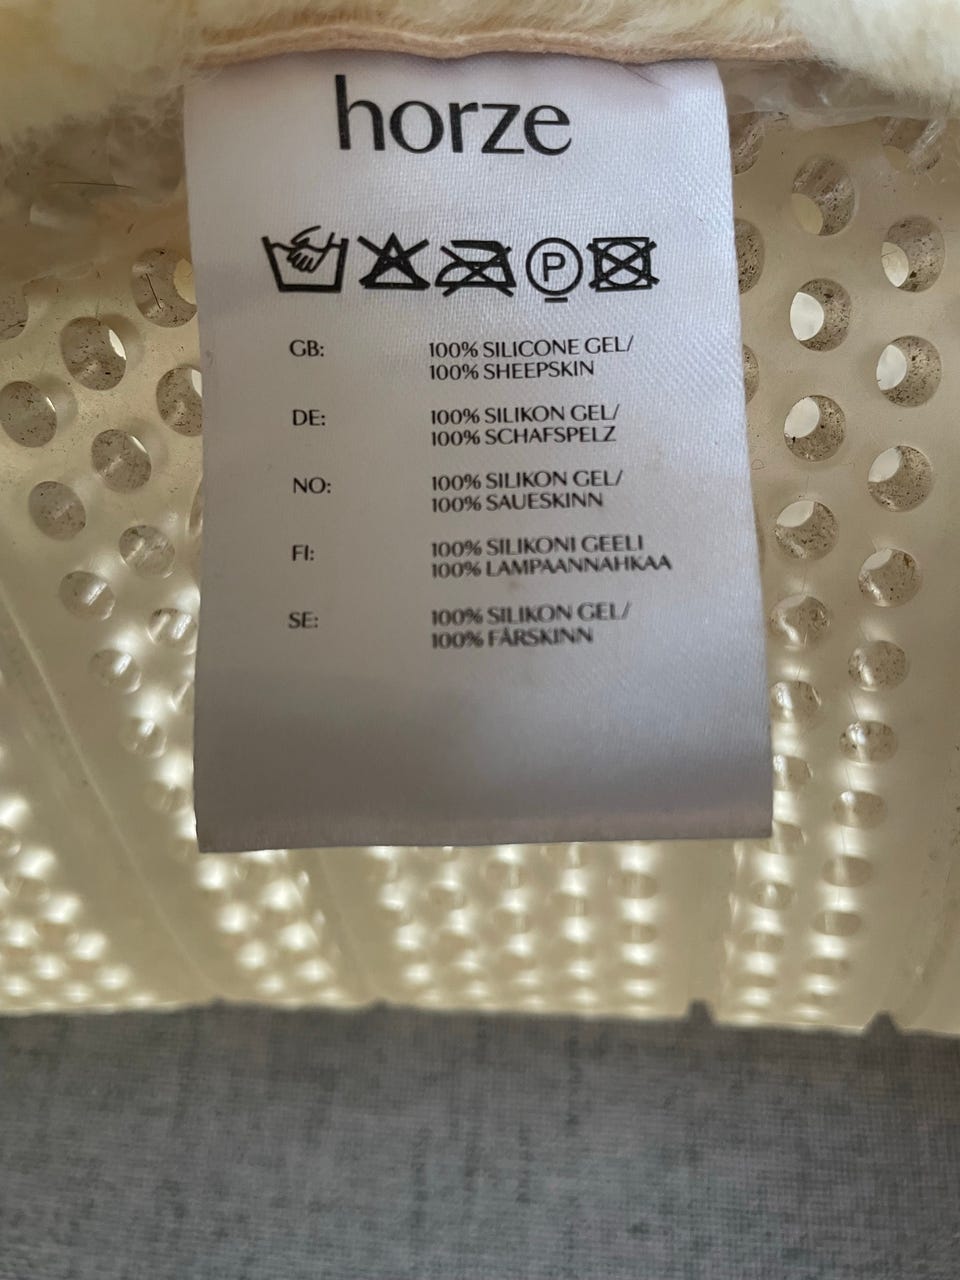 horze
P
GB:
100% SILICONE GEL/
100% SHEEPSKIN
DE:
100% SILIKON GEL/
100% SCHAFSPELZ
NO:
100% SILIKON GEL/
100% SAUESKINN
FI:
100% SILIKONI GEELI
100% LAMPAANNAHKAA
SE:
100% SILIKON GEL/
100% FÅRSKINN